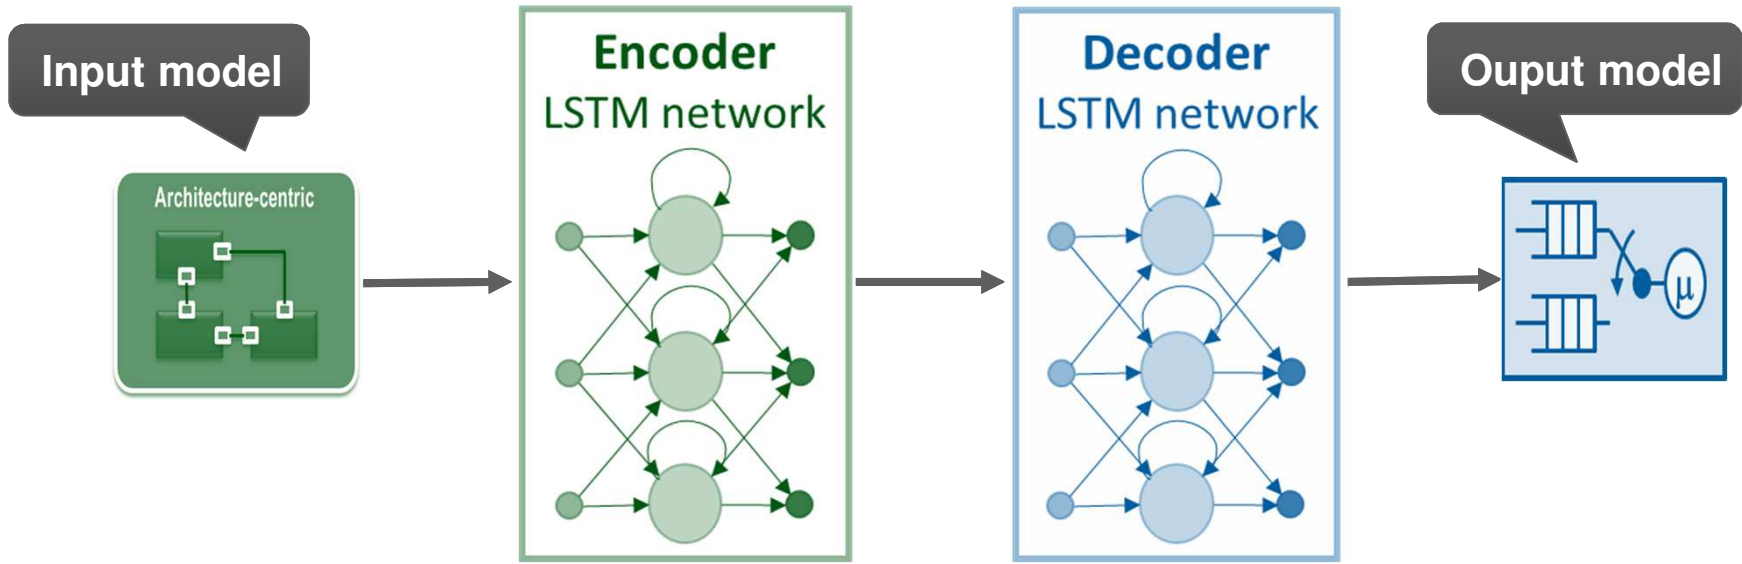 Input model
Architecture-centric
Encoder
LSTM network
Decoder
LSTM network
Ouput model
μ